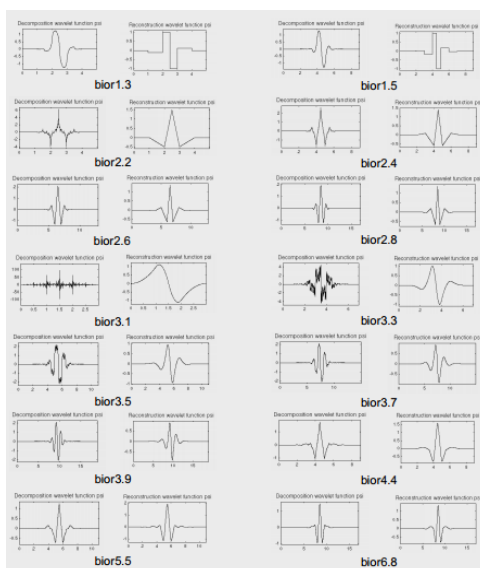 Decomposition wavelet function psi Reconstruction wavelet function psi Decomposition wavelet function psi Reconstruction wavelet function psi
bior1.3 bior1.5
Decomposition wavelet function psi Reconstruction wavelet function psi Decomposition wavelet function psi Reconstruction wavelet function psi
bior2.2 bior2.4
Decomposition wavelet function psi Reconstruction wavelet function psi Decomposition wavelet function psi Reconstruction wavelet function psi
bior2.6 bior2.8
Decomposition wavelet function psi Reconstruction wavelet function psi Decomposition wavelet function psi Reconstruction wavelet function psi
bior3.1 bior3.3
Decomposition wavelet function psi Reconstruction wavelet function psi Decomposition wavelet function psi Reconstruction wavelet function psi
bior3.5 bior3.7
Decomposition wavelet function psi Reconstruction wavelet function psi Decomposition wavelet function psi Reconstruction wavelet function psi
bior3.9 bior4.4
Decomposition wavelet function psi Reconstruction wavelet function psi Decomposition wavelet function psi Reconstruction wavelet function psi
bior5.5 bior6.8